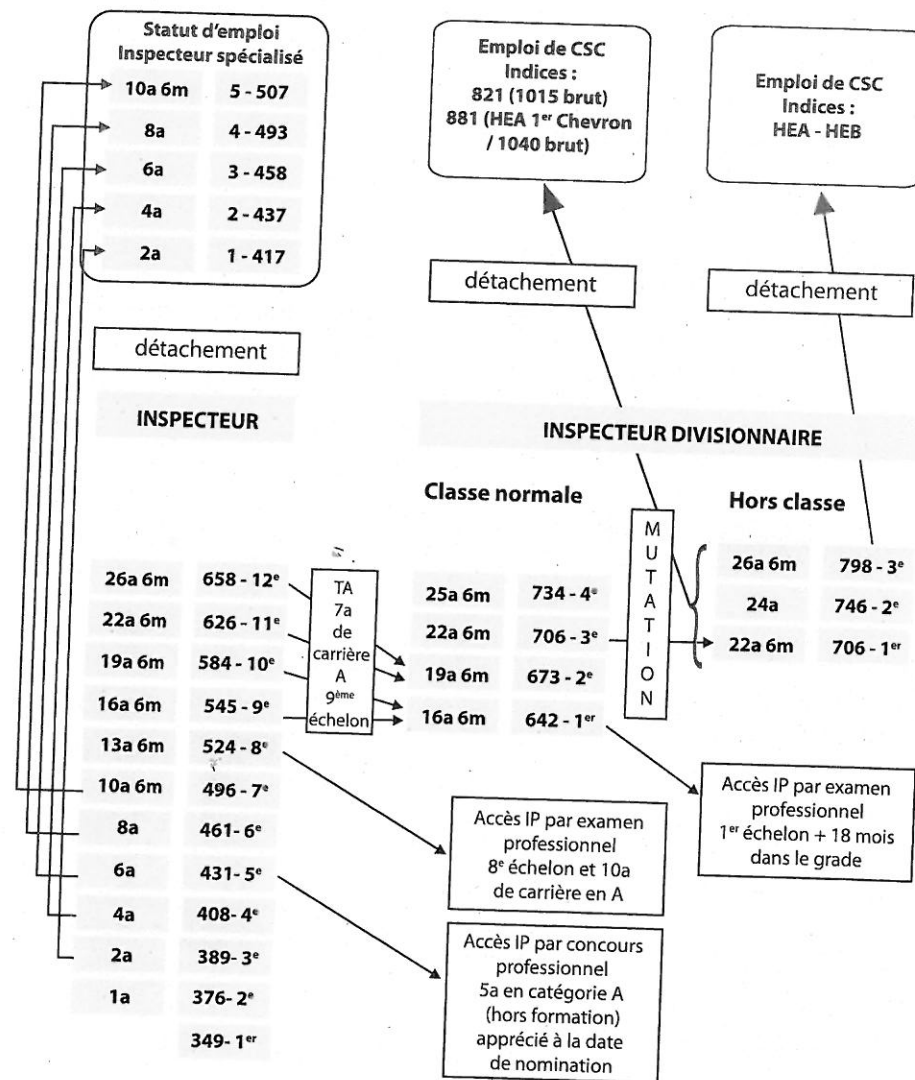 Statut d'emploi
Inspecteur spécialisé
10a 6m 5 - 507
8a 4 - 493
6a 3 - 458
4a 2 - 437
2a 1 - 417
Emploi de CSC
Indices :
821 (1015 brut)
881 (HEA 1er Chevron
/ 1040 brut)
Emploi de CSC
Indices :
HEA - HEB
détachement
détachement
détachement
INSPECTEUR
INSPECTEUR DIVISIONNAIRE
Classe normale
Hors classe
26a 6m 658 - 12e
22a 6m 626 - 11e
19a 6m 584 - 10e
16a 6m 545 - 9e
13a 6m 524 - 8e
10a 6m 496 - 7e
8a 461- 6e
6a 431- 5e
4a 408- 4e
2a 389- 3e
1a 376- 2e
349- 1er
TA
7a
de
carrière
A
9ème
échelon
25a 6m 734 - 4e
22a 6m 706 - 3e
19a 6m 673 - 2e
16a 6m 642 - 1er
MUTATION
26a 6m 798 - 3e
24a 746 - 2e
22a 6m 706 - 1er
Accès IP par examen
professionnel
8e échelon et 10a
de carrière en A
Accès IP par examen
professionnel
1er échelon + 18 mois
dans le grade
Accès IP par concours
professionnel
5a en catégorie A
(hors formation)
apprécié à la date
de nomination